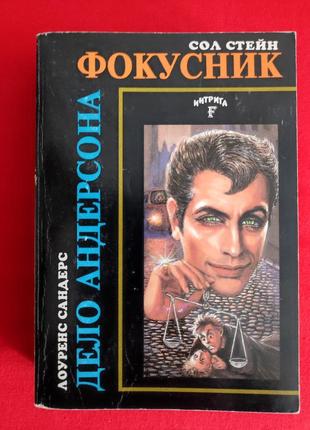 СОЛ СТЕЙН
ФОКУСНИК
ИНТРИГА
F
ЛОУРЕНС САНДЕРС
ДЕЛО АНДЕРСОНА